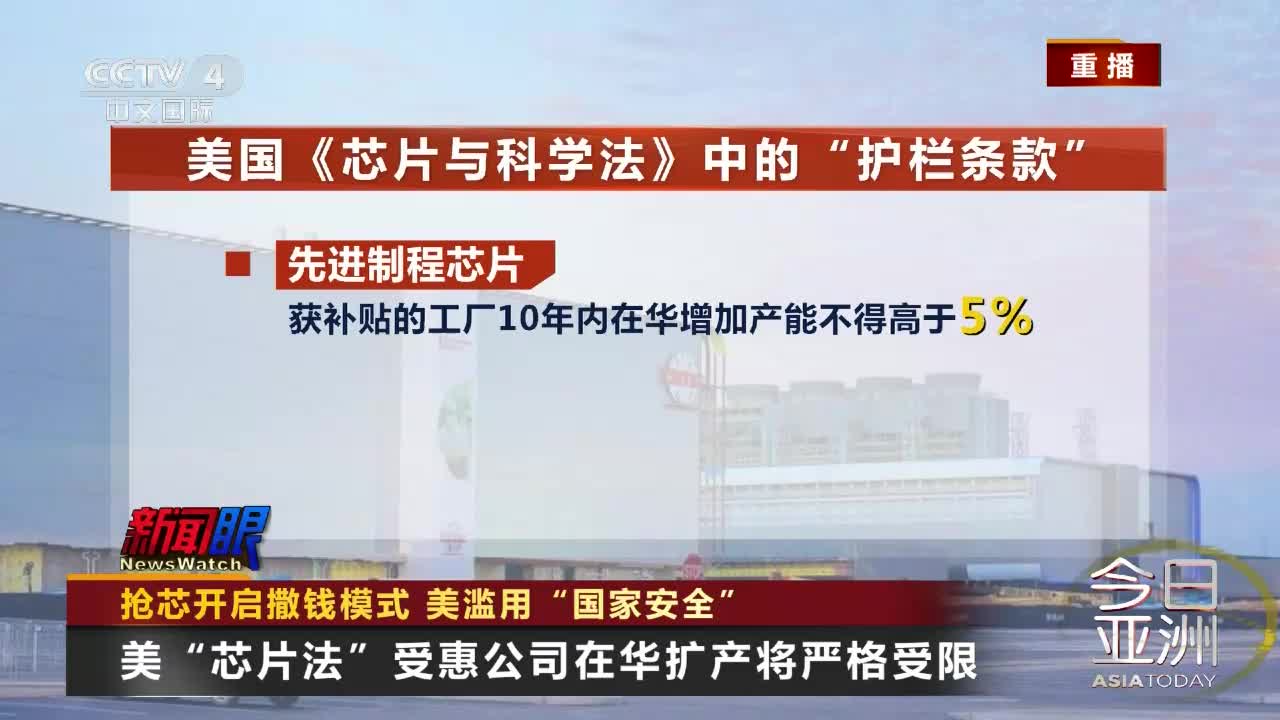 CCTV 4
中文国际
重播
美国《芯片与科学法》中的“护栏条款”
先进制程芯片
获补贴的工厂10年内在华增加产能不得高于5%
新闻眼
NewsWatch
抢芯开启撒钱模式 美滥用“国家安全”
美“芯片法”受惠公司在华扩产将严格受限
今日
亚洲
ASIA TODAY